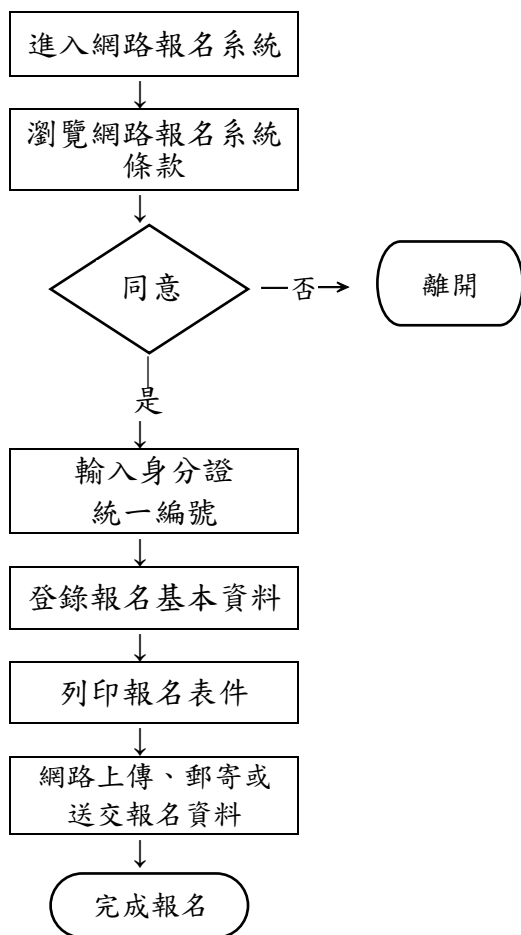 進入網路報名系統
瀏覽網路報名系統
條款
同意
否
離開
是
輸入身分證
統一編號
登錄報名基本資料
列印報名表件
網路上傳、郵寄或
送交報名資料
完成報名